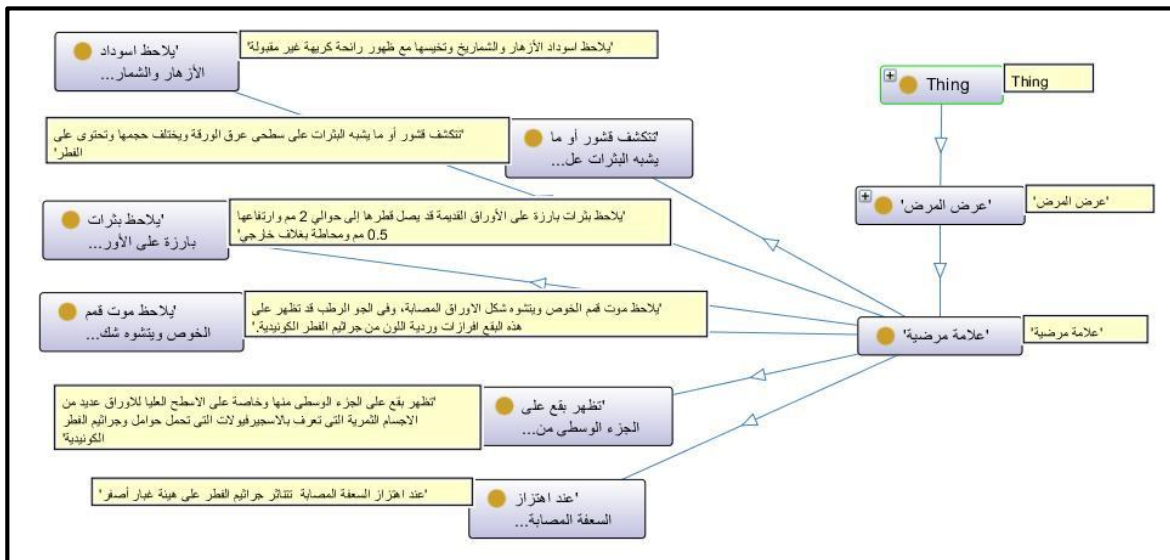 'يلاحظ اسوداد
الأزهار والشمار...
'يلاحظ اسوداد الأزهار والشماريخ وتخيسها مع ظهور رائحة كريهة غير مقبولة'
Thing
Thing
'تتكشف قشور أو ما
يشبه البثرات عل...
'تتكشف قشور أو ما يشبه البثرات على سطحى عرق الورقة ويختلف حجمها وتحتوى على
الفطر'
'عرض المرض'
'عرض المرض'
'يلاحظ بثرات
بارزة على الأور...
'يلاحظ بثرات بارزة على الأوراق القديمة قد يصل قطرها إلى حوالي 2 مم وارتفاعها
0.5 مم ومحاطة بغلاف خارجي'
'يلاحظ موت قمم
الخوص ويتشوه شك...
'يلاحظ موت قمم الخوص ويتشوه شكل الاوراق المصابة، وفى الجو الرطب قد تظهر على
هذه البقع افرازات وردية اللون من جراثيم الفطر الكونيدية.'
'علامة مرضية'
'علامة مرضية'
'تظهر بقع على
الجزء الوسطى من...
'تظهر بقع على الجزء الوسطى منها وخاصة على الاسطح العليا للاوراق عديد من
الاجسام الثمرية التى تعرف بالاسجيرفيولات التى تحمل حوامل وجراثيم الفطر
الكونيدية'
'عند اهتزاز
السعفة المصابة...
'عند اهتزاز السعفة المصابة تتناثر جراثيم الفطر على هيئة غبار أصفر'